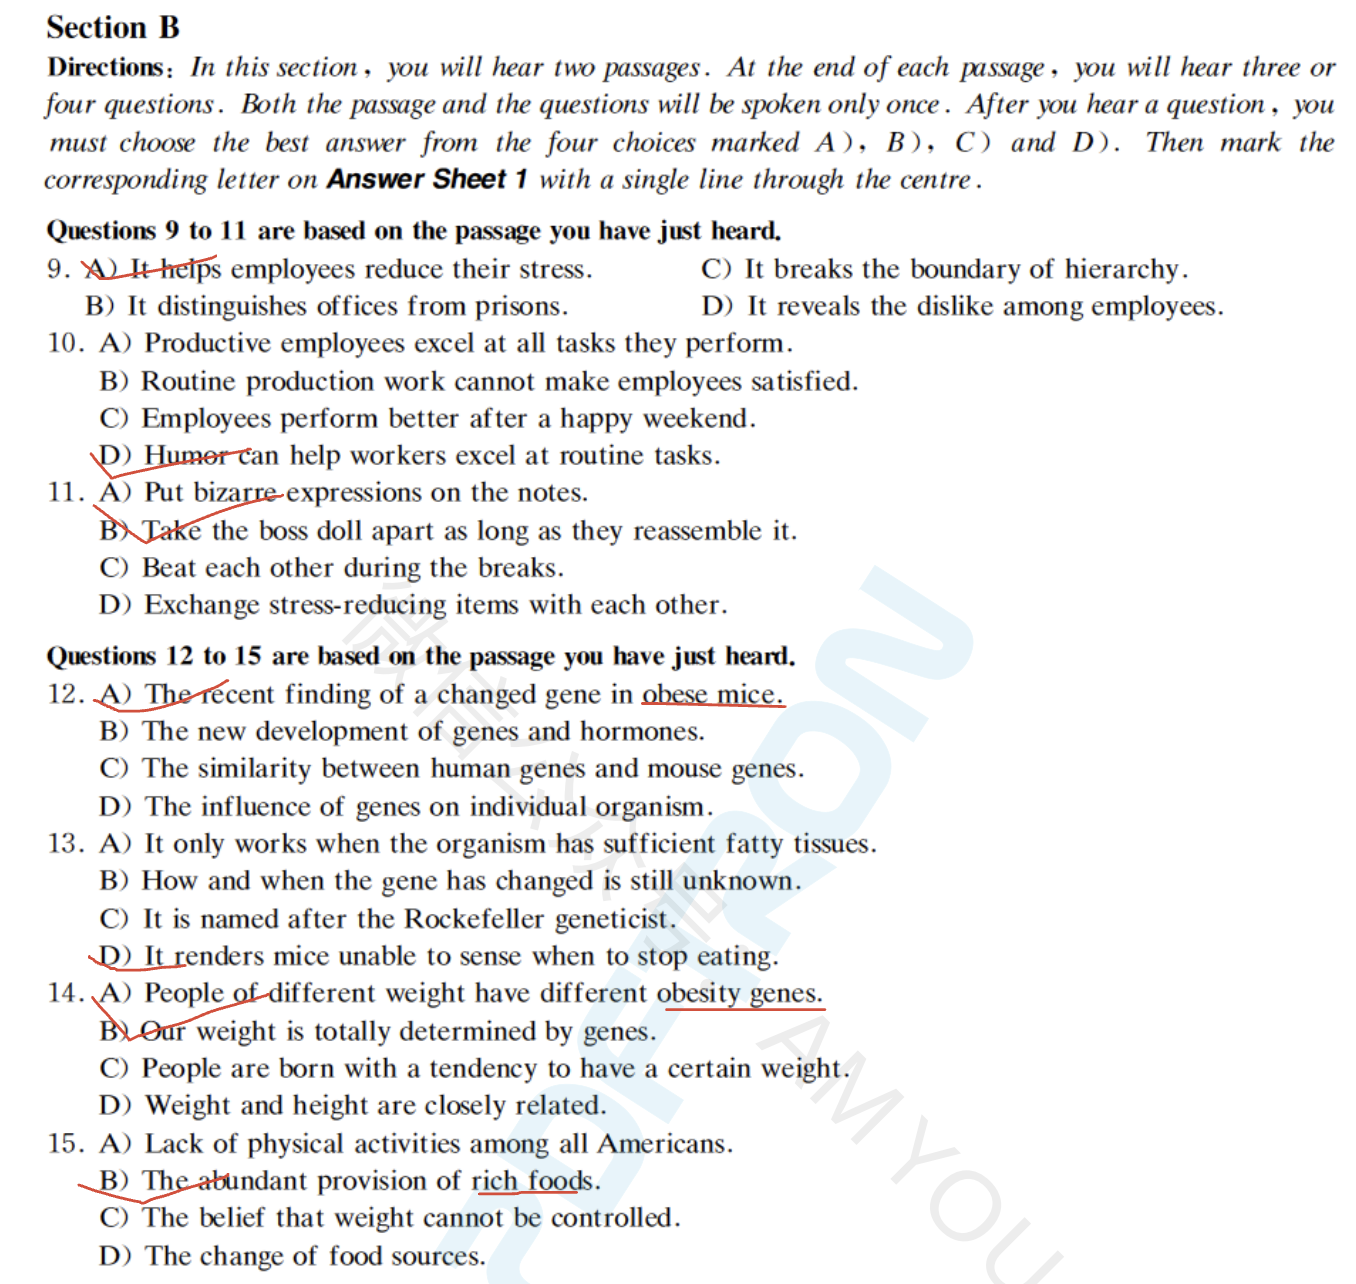 Section B
Directions: In this section, you will hear two passages. At the end of each passage, you will hear three or
four questions. Both the passage and the questions will be spoken only once. After you hear a question, you
must choose the best answer from the four choices marked A), B), C) and D). Then mark the
corresponding letter on Answer Sheet 1 with a single line through the centre.
Questions 9 to 11 are based on the passage you have just heard.
9. A) It helps employees reduce their stress. C) It breaks the boundary of hierarchy.
B) It distinguishes offices from prisons. D) It reveals the dislike among employees.
10. A) Productive employees excel at all tasks they perform.
B) Routine production work cannot make employees satisfied.
C) Employees perform better after a happy weekend.
D) Humor can help workers excel at routine tasks.
11. A) Put bizarre expressions on the notes.
B) Take the boss doll apart as long as they reassemble it.
C) Beat each other during the breaks.
D) Exchange stress-reducing items with each other.
Questions 12 to 15 are based on the passage you have just heard.
12. A) The recent finding of a changed gene in obese mice.
B) The new development of genes and hormones.
C) The similarity between human genes and mouse genes.
D) The influence of genes on individual organism.
13. A) It only works when the organism has sufficient fatty tissues.
B) How and when the gene has changed is still unknown.
C) It is named after the Rockefeller geneticist.
D) It renders mice unable to sense when to stop eating.
14. A) People of different weight have different obesity genes.
B) Our weight is totally determined by genes.
C) People are born with a tendency to have a certain weight.
D) Weight and height are closely related.
15. A) Lack of physical activities among all Americans.
B) The abundant provision of rich foods.
C) The belief that weight cannot be controlled.
D) The change of food sources.
微信公众号: AMYOU
PDFTRON